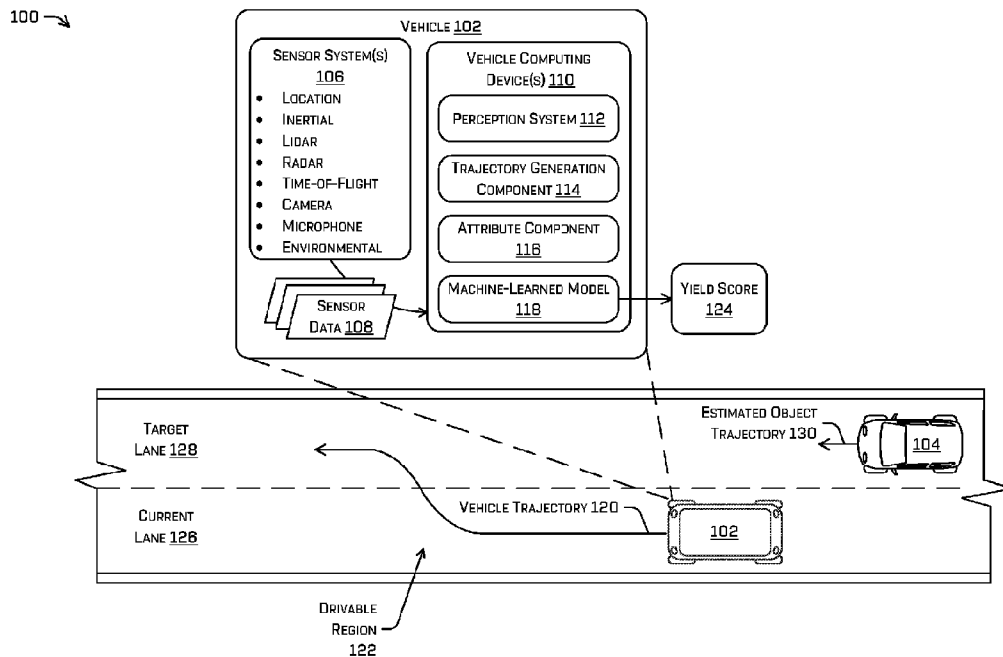 100
VEHICLE 102
SENSOR SYSTEM(S)
106
• LOCATION
• INERTIAL
• LIDAR
• RADAR
• TIME-OF-FLIGHT
• CAMERA
• MICROPHONE
• ENVIRONMENTAL
SENSOR
DATA 108
VEHICLE COMPUTING
DEVICE(S) 110
PERCEPTION SYSTEM 112
TRAJECTORY GENERATION
COMPONENT 114
ATTRIBUTE COMPONENT
116
MACHINE-LEARNED MODEL
118
YIELD SCORE
124
TARGET
LANE 128
ESTIMATED OBJECT
TRAJECTORY 130
104
CURRENT
LANE 126
VEHICLE TRAJECTORY 120
102
DRIVABLE
REGION
122